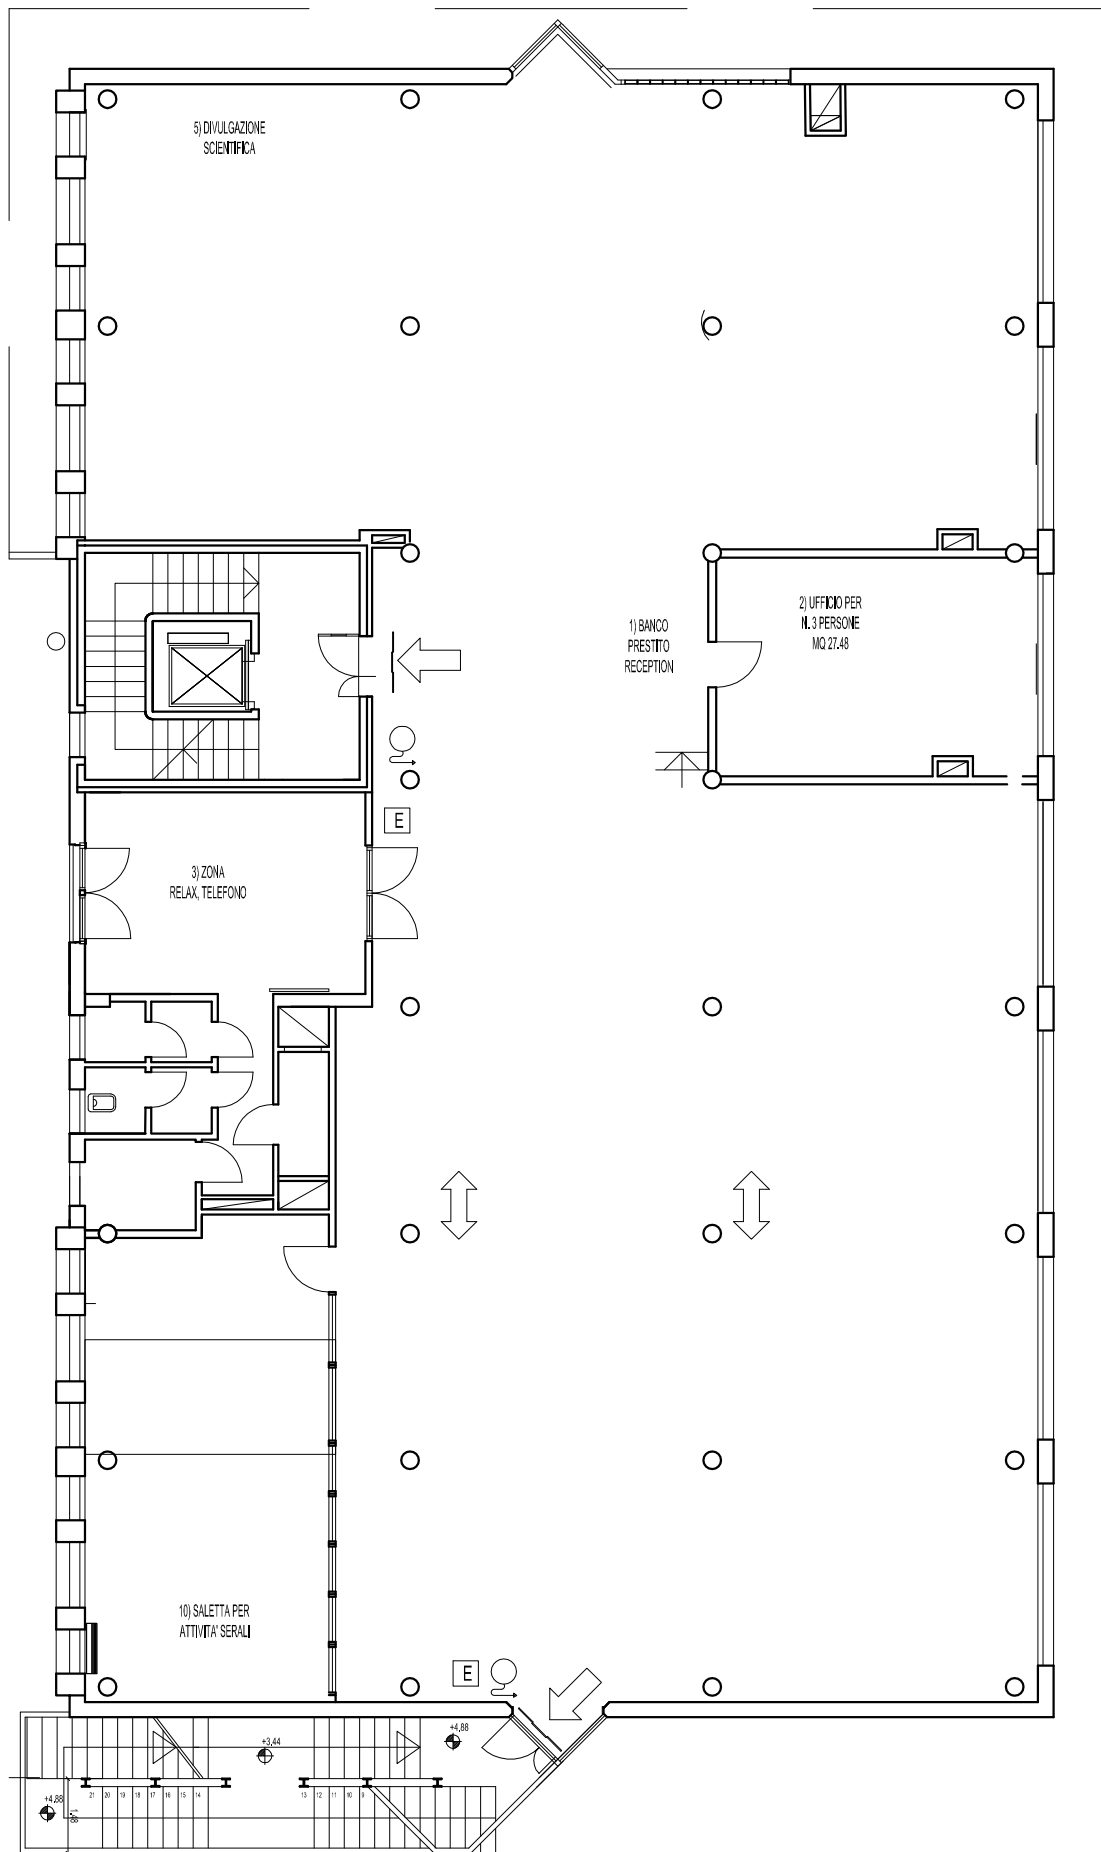 5) DIVULGAZIONE
SCIENTIFICA
2) UFFICIO PER
N. 3 PERSONE
MQ 27.48
1) BANCO
PRESTITO
RECEPTION
E
3) ZONA
RELAX, TELEFONO
10) SALETTA PER
ATTIVITA' SERALI
E
+4,88
+3,44
21 20 19 18 17 16 15 14
13 12 11 10 9
+4,88
1,48